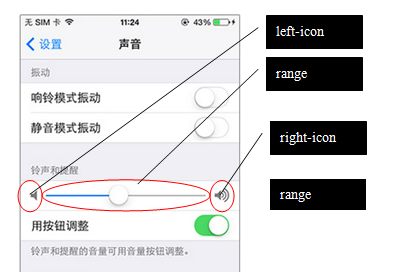 无 SIM 卡 11:24 43%
设置 声音
振动
响铃模式振动
静音模式振动
铃声和提醒
用按钮调整
铃声和提醒的音量可用音量按钮调整。
left-icon
range
right-icon
range